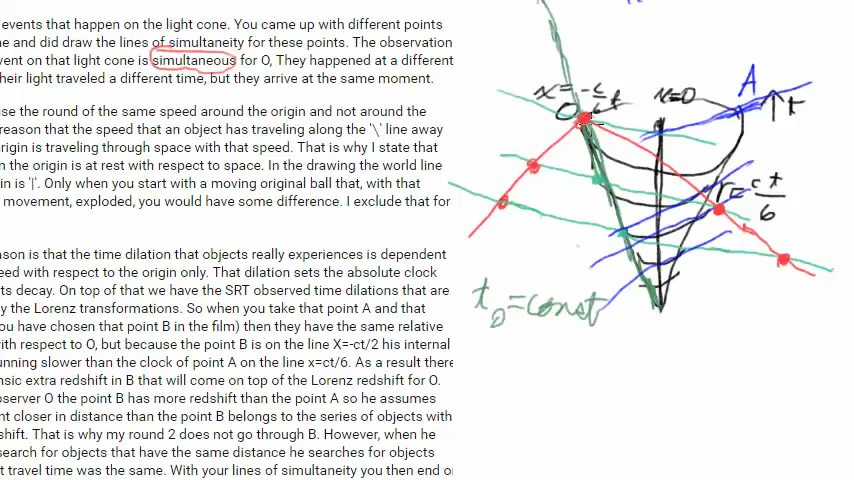 events that happen on the light cone. You came up with different points
ne and did draw the lines of simultaneity for these points. The observation
vent on that light cone is simultaneous for O, They happened at a different
heir light traveled a different time, but they arrive at the same moment.
use the round of the same speed around the origin and not around the
reason that the speed that an object has traveling along the '\' line away
rigin is traveling through space with that speed. That is why I state that
n the origin is at rest with respect to space. In the drawing the world line
in is '|'. Only when you start with a moving original ball that, with that
movement, exploded, you would have some difference. I exclude that for
ason is that the time dilation that objects really experiences is dependent
eed with respect to the origin only. That dilation sets the absolute clock
ts decay. On top of that we have the SRT observed time dilations that are
y the Lorenz transformations. So when you take that point A and that
ou have chosen that point B in the film) then they have the same relative
ith respect to O, but because the point B is on the line X=-ct/2 his internal
unning slower than the clock of point A on the line x=ct/6. As a result there
nsic extra redshift in B that will come on top of the Lorenz redshift for O.
bserver O the point B has more redshift than the point A so he assumes
nt closer in distance than the point B belongs to the series of objects with
shift. That is why my round 2 does not go through B. However, when he
search for objects that have the same distance he searches for objects
t travel time was the same. With your lines of simultaneity you then end o
A
x=0
↑t
O
t_O=const